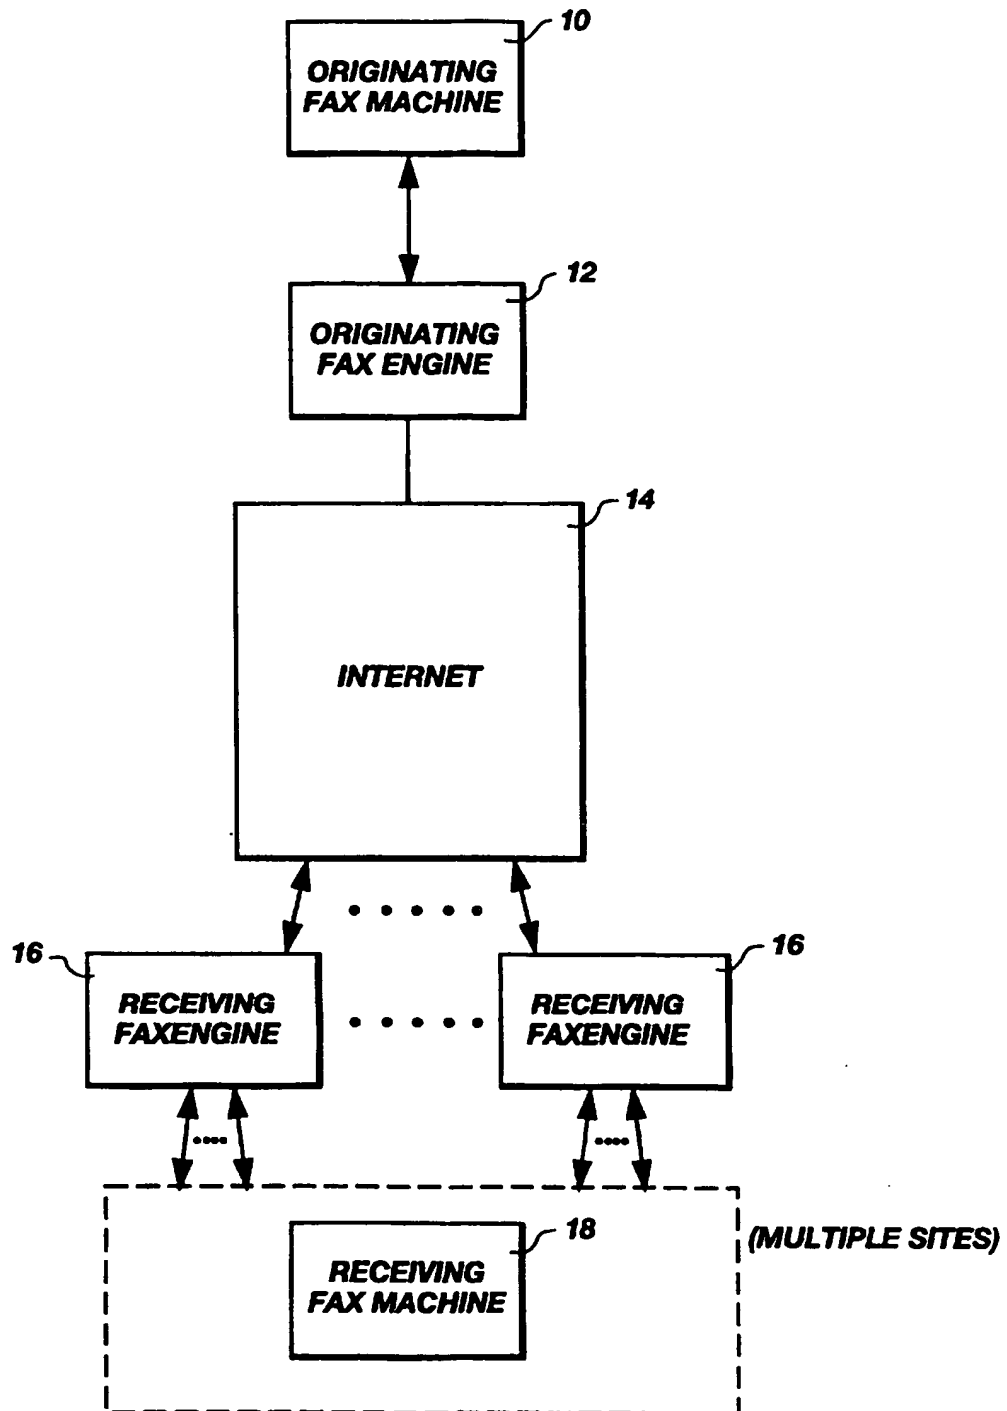 10
ORIGINATING
FAX MACHINE
12
ORIGINATING
FAX ENGINE
14
INTERNET
16
16
RECEIVING
FAXENGINE
RECEIVING
FAXENGINE
18
(MULTIPLE SITES)
RECEIVING
FAX MACHINE